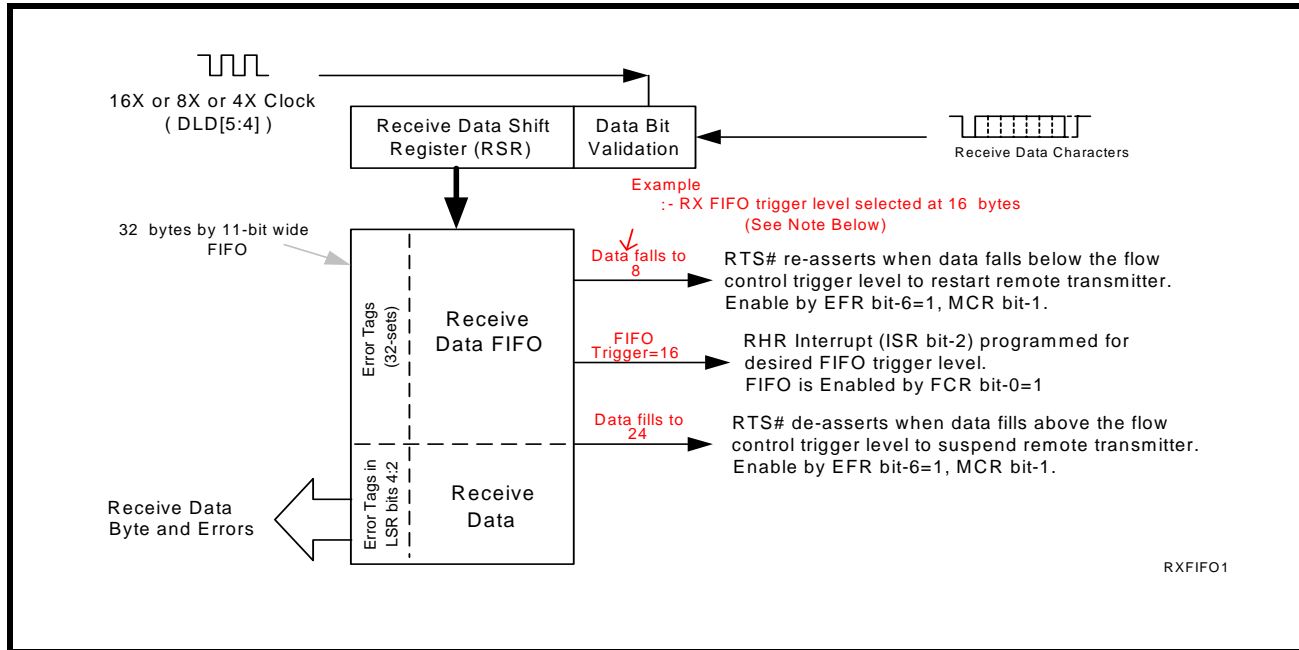 16X or 8X or 4X Clock
( DLD[5:4] )
Receive Data Shift
Register (RSR)
Data Bit
Validation
Receive Data Characters
Example
:- RX FIFO trigger level selected at 16 bytes
(See Note Below)
32 bytes by 11-bit wide
FIFO
Error Tags
(32-sets)
Receive
Data FIFO
Data falls to
8
RTS# re-asserts when data falls below the flow
control trigger level to restart remote transmitter.
Enable by EFR bit-6=1, MCR bit-1.
FIFO
Trigger=16
RHR Interrupt (ISR bit-2) programmed for
desired FIFO trigger level.
FIFO is Enabled by FCR bit-0=1
Data fills to
24
RTS# de-asserts when data fills above the flow
control trigger level to suspend remote transmitter.
Enable by EFR bit-6=1, MCR bit-1.
Receive Data
Byte and Errors
Error Tags in
LSR bits 4:2
Receive
Data
RXFIFO1